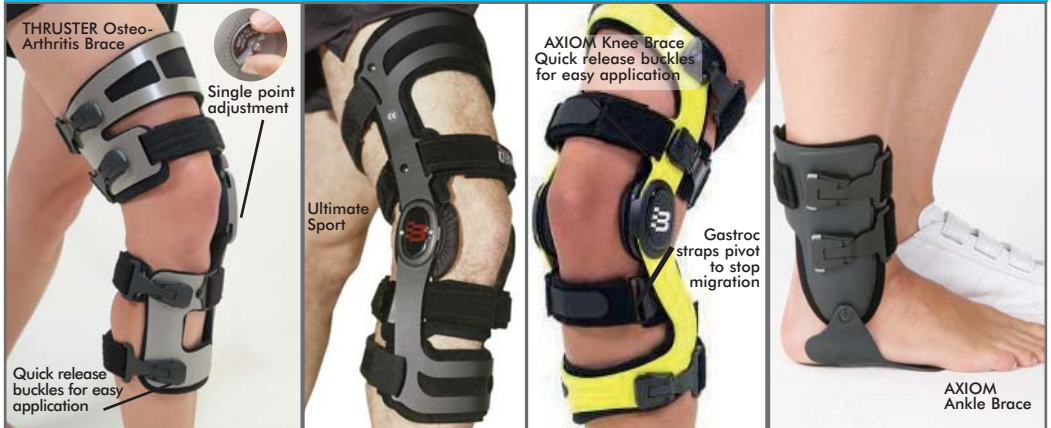 THRUSTER Osteo-
Arthritis Brace
Single point
adjustment
Quick release
buckles for easy
application
Ultimate
Sport
AXIOM Knee Brace
Quick release buckles
for easy application
Gastroc
straps pivot
to stop
migration
AXIOM
Ankle Brace